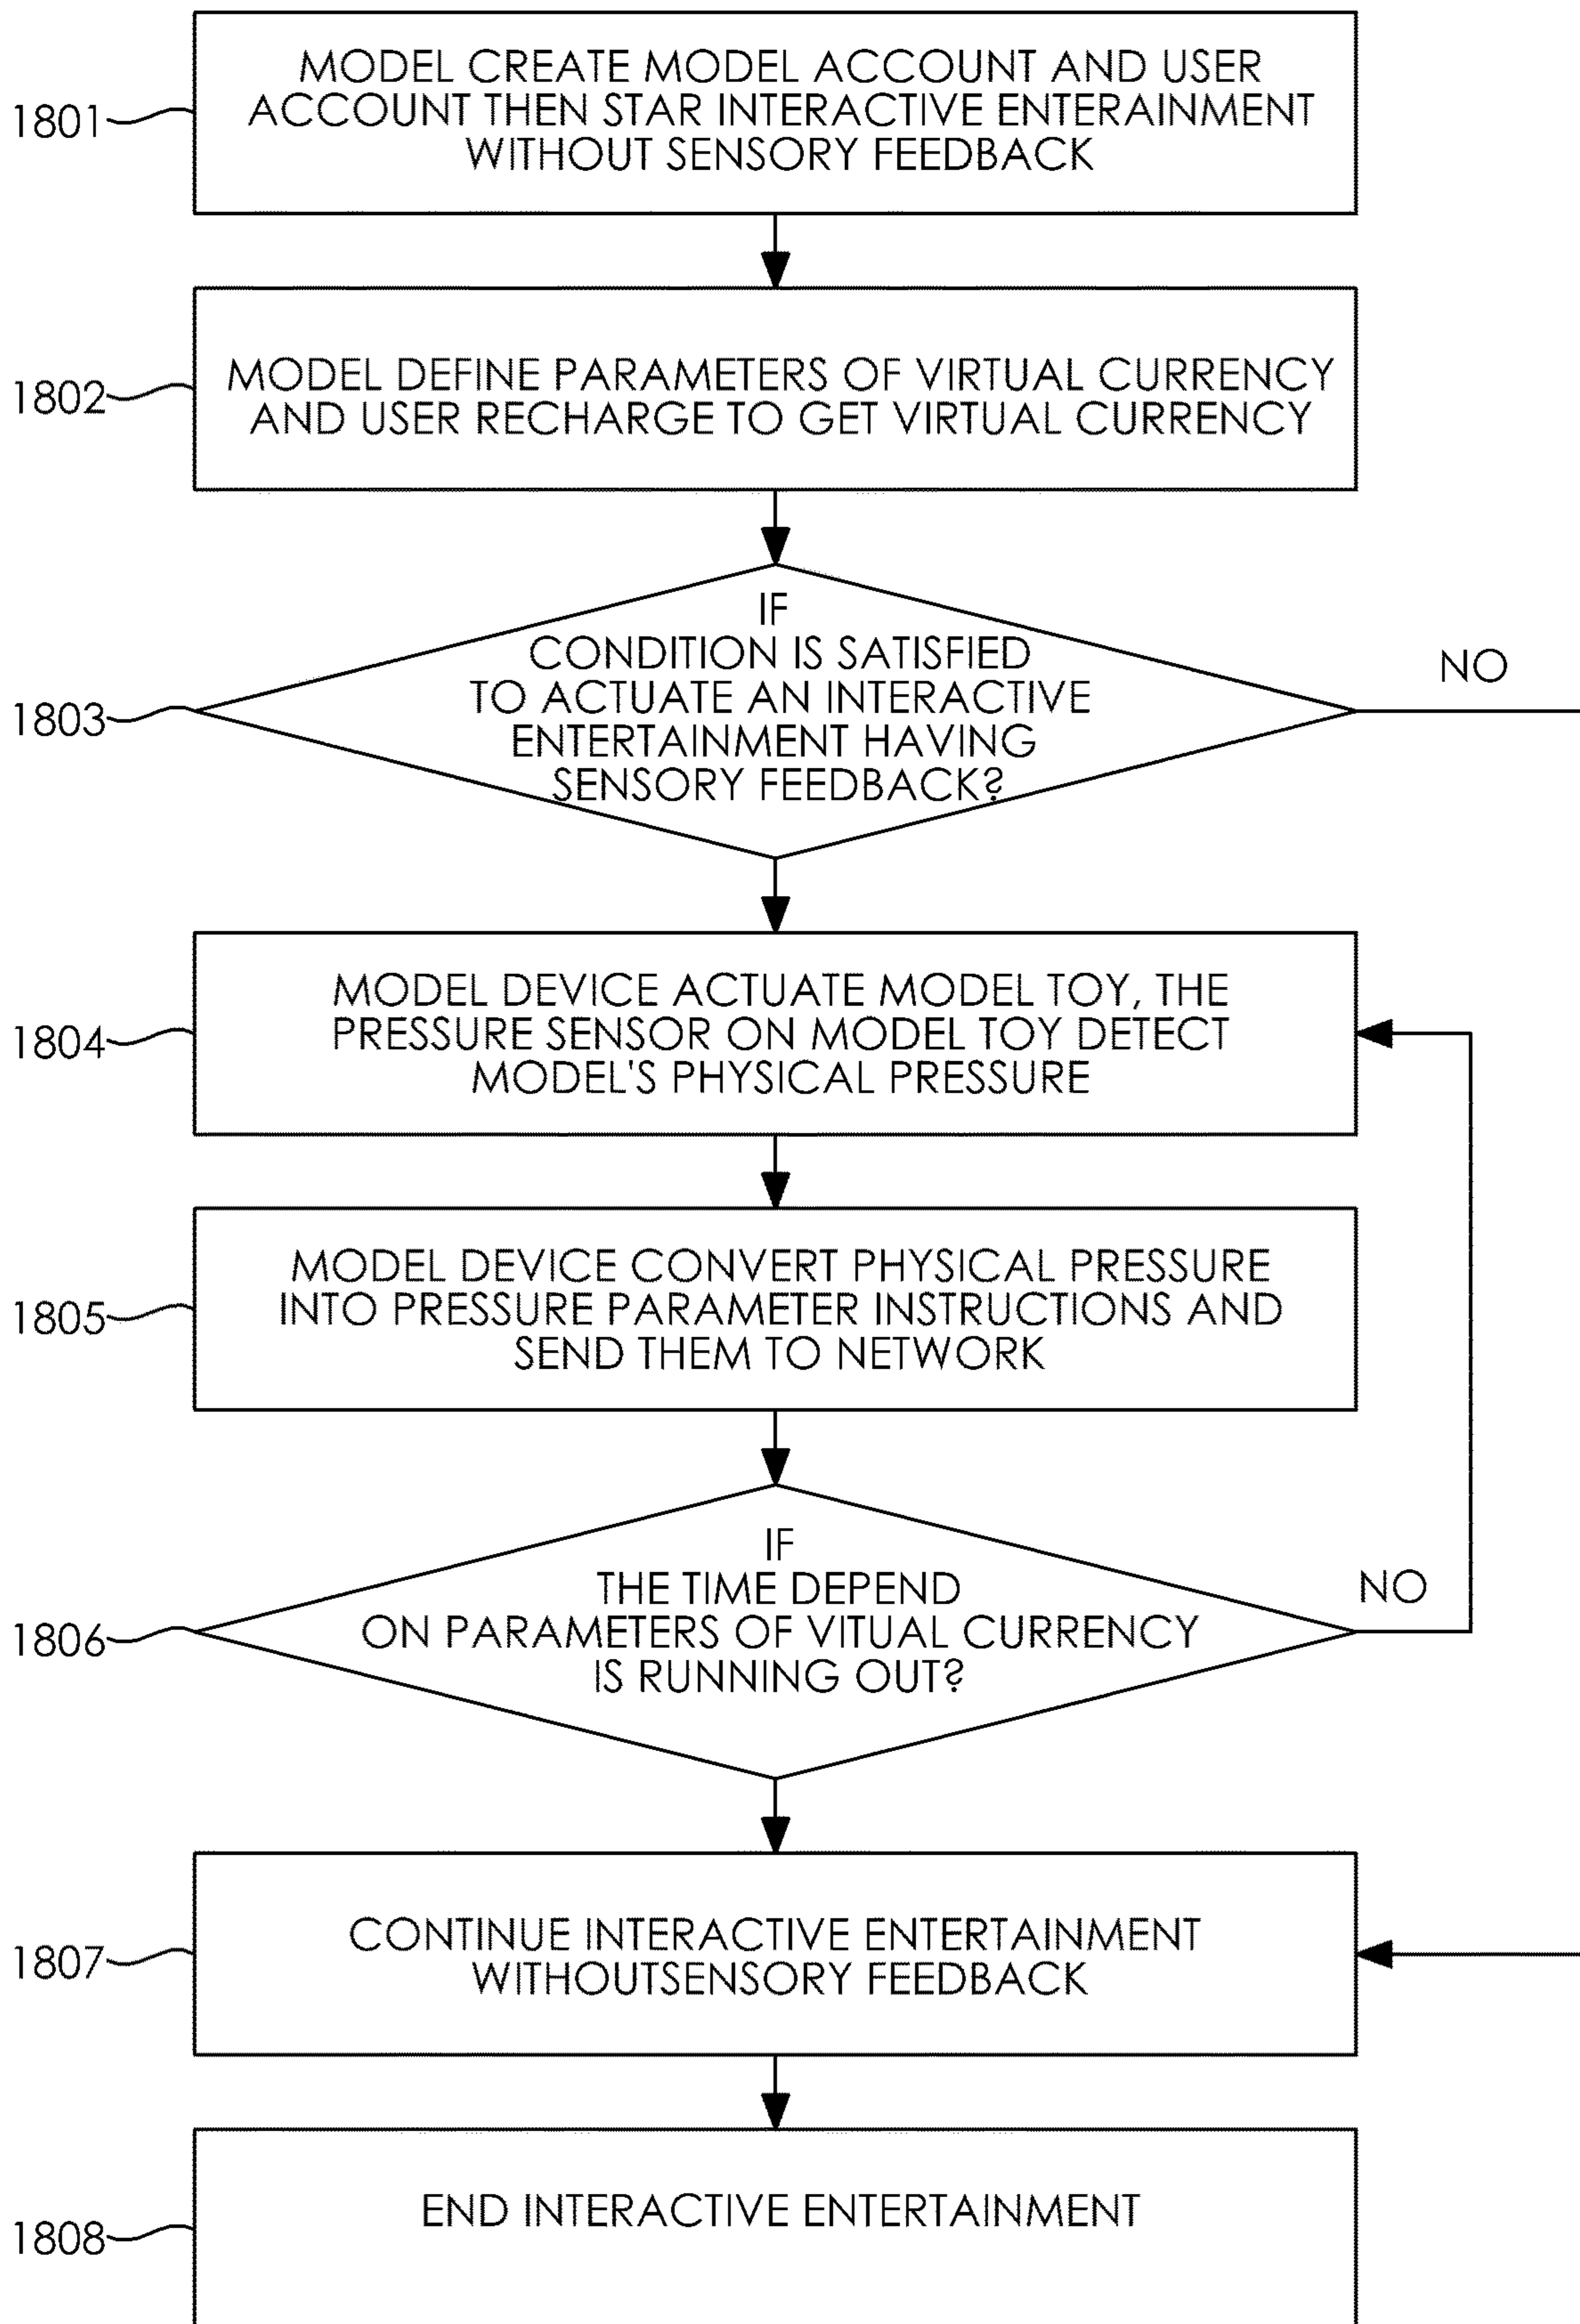 1801
MODEL CREATE MODEL ACCOUNT AND USER
ACCOUNT THEN STAR INTERACTIVE ENTERAINMENT
WITHOUT SENSORY FEEDBACK
1802
MODEL DEFINE PARAMETERS OF VIRTUAL CURRENCY
AND USER RECHARGE TO GET VIRTUAL CURRENCY
1803
IF
CONDITION IS SATISFIED
TO ACTUATE AN INTERACTIVE
ENTERTAINMENT HAVING
SENSORY FEEDBACK?
NO
1804
MODEL DEVICE ACTUATE MODEL TOY, THE
PRESSURE SENSOR ON MODEL TOY DETECT
MODEL'S PHYSICAL PRESSURE
1805
MODEL DEVICE CONVERT PHYSICAL PRESSURE
INTO PRESSURE PARAMETER INSTRUCTIONS AND
SEND THEM TO NETWORK
1806
IF
THE TIME DEPEND
ON PARAMETERS OF VITUAL CURRENCY
IS RUNNING OUT?
NO
1807
CONTINUE INTERACTIVE ENTERTAINMENT
WITHOUTSENSORY FEEDBACK
1808
END INTERACTIVE ENTERTAINMENT